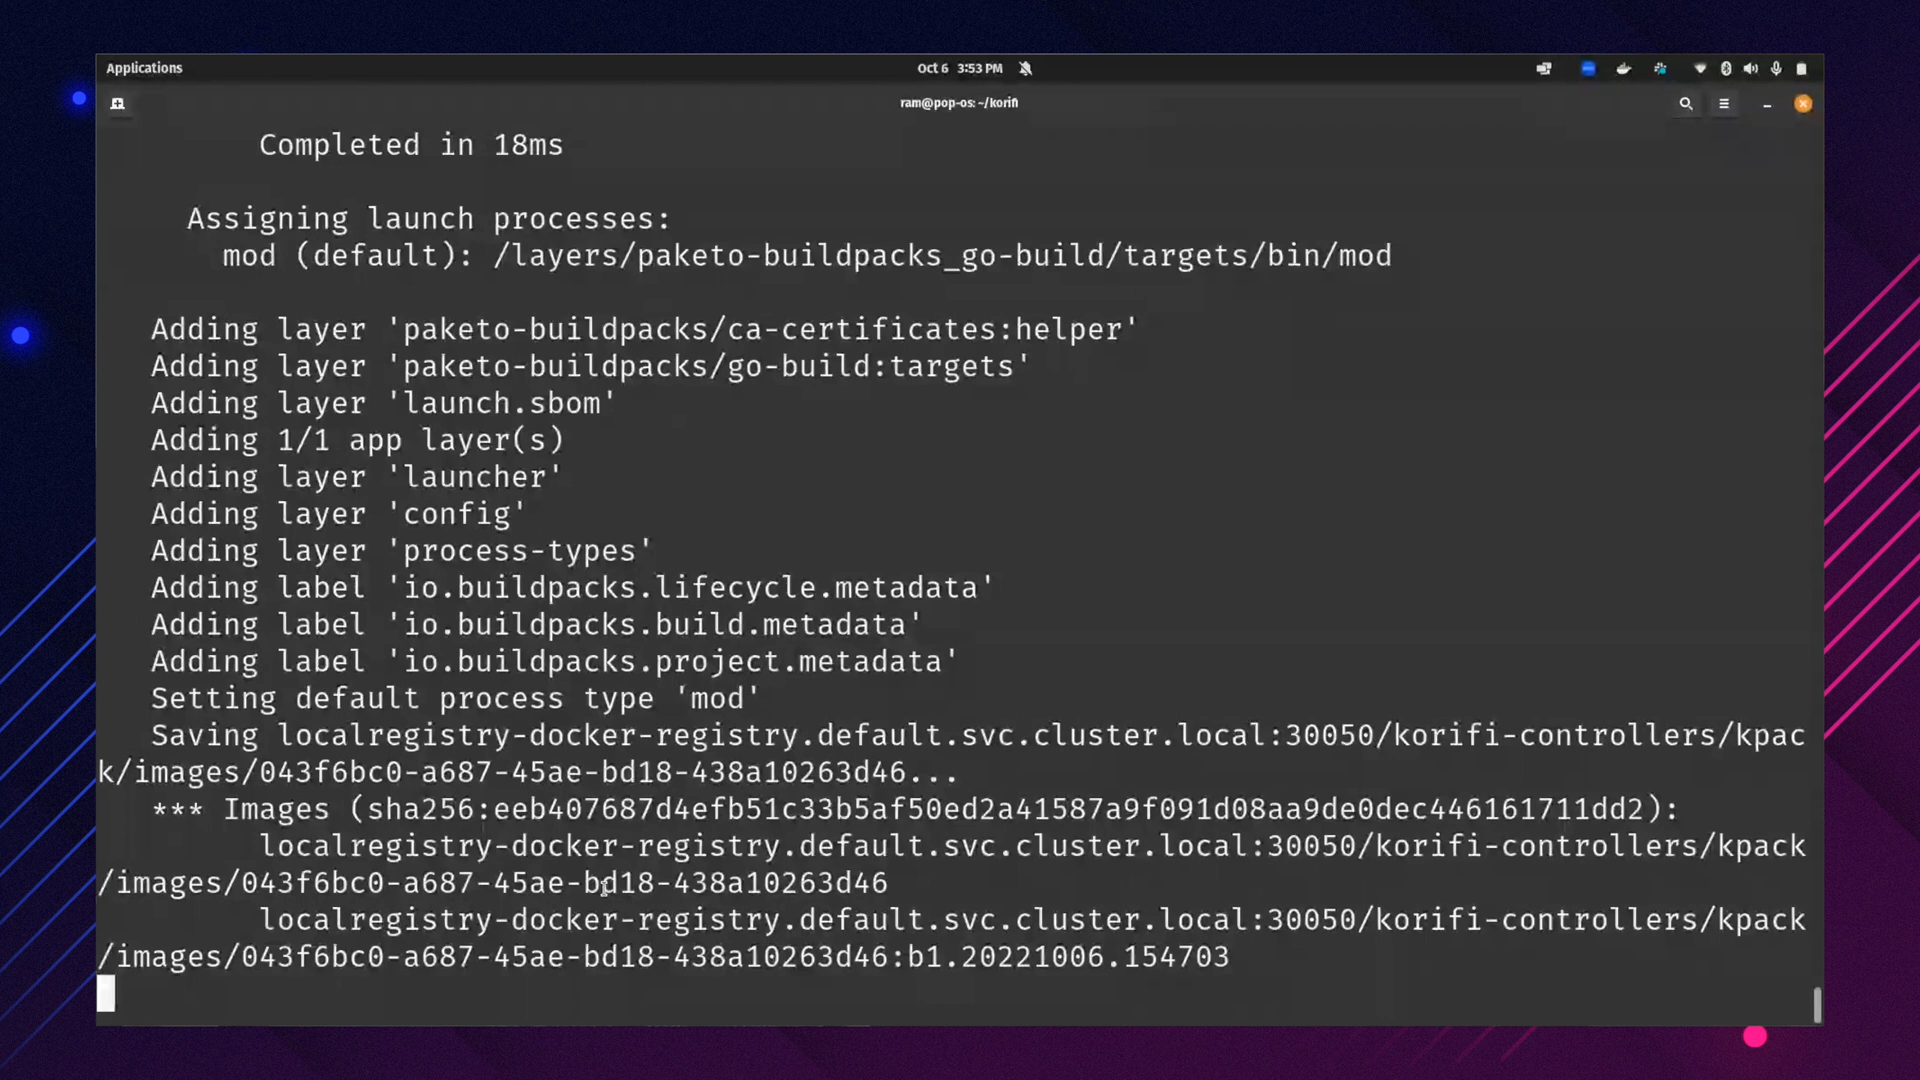 Applications
Oct 6 3:53 PM
ram@pop-os: ~/korifi
Completed in 18ms
Assigning launch processes:
mod (default): /layers/paketo-buildpacks_go-build/targets/bin/mod
Adding layer 'paketo-buildpacks/ca-certificates:helper'
Adding layer 'paketo-buildpacks/go-build:targets'
Adding layer 'launch.sbom'
Adding 1/1 app layer(s)
Adding layer 'launcher'
Adding layer 'config'
Adding layer 'process-types'
Adding label 'io.buildpacks.lifecycle.metadata'
Adding label 'io.buildpacks.build.metadata'
Adding label 'io.buildpacks.project.metadata'
Setting default process type 'mod'
Saving localregistry-docker-registry.default.svc.cluster.local:30050/korifi-controllers/kpac
k/images/043f6bc0-a687-45ae-bd18-438a10263d46...
*** Images (sha256:eeb407687d4efb51c33b5af50ed2a41587a9f091d08aa9de0dec446161711dd2):
localregistry-docker-registry.default.svc.cluster.local:30050/korifi-controllers/kpack
/images/043f6bc0-a687-45ae-bd18-438a10263d46
localregistry-docker-registry.default.svc.cluster.local:30050/korifi-controllers/kpack
/images/043f6bc0-a687-45ae-bd18-438a10263d46:b1.20221006.154703